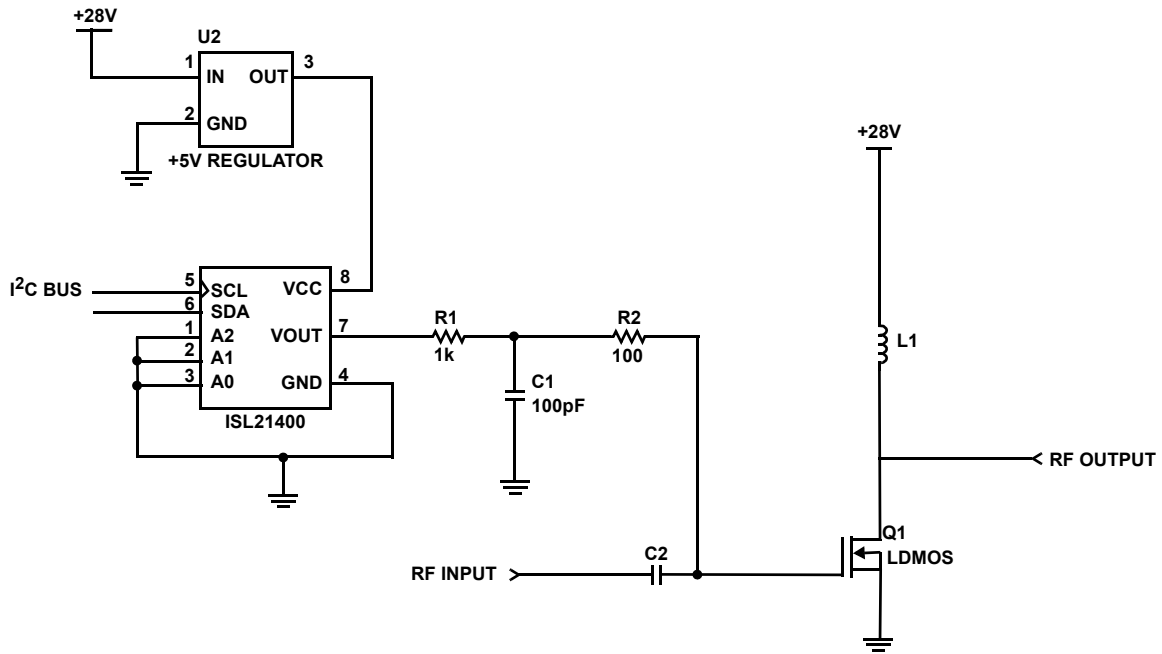 +28V
U2
1
IN
OUT
3
2
GND
+5V REGULATOR
+28V
I²C BUS
5
SCL
VCC
8
6
SDA
1
A2
VOUT
7
R1
1k
R2
100
2
A1
3
A0
GND
4
C1
100pF
ISL21400
L1
RF OUTPUT
Q1
LDMOS
C2
RF INPUT